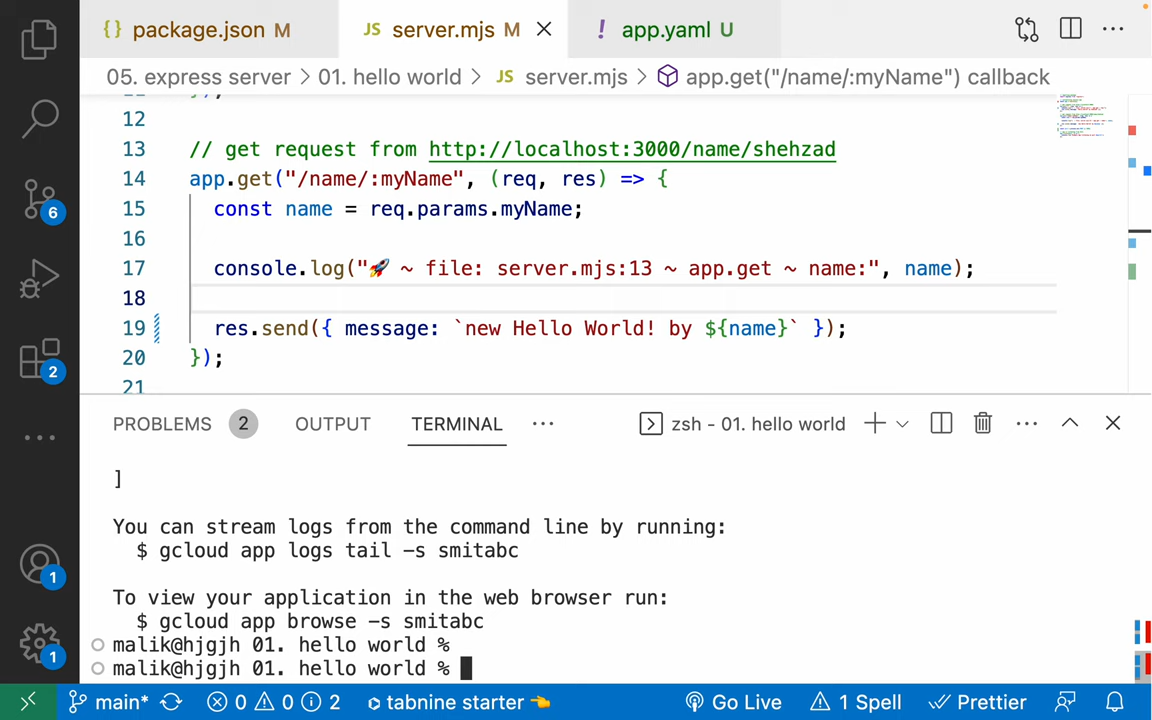 {} package.json M JS server.mjs M ! app.yaml U
05. express server > 01. hello world > JS server.mjs > app.get("/name/:myName") callback
12
13 // get request from http://localhost:3000/name/shehzad
14 app.get("/name/:myName", (req, res) => {
15 const name = req.params.myName;
16
17 console.log("🚀 ~ file: server.mjs:13 ~ app.get ~ name:", name);
18
19 res.send({ message: `new Hello World! by ${name}` });
20 });
21
6
2
1
1
PROBLEMS 2 OUTPUT TERMINAL ··· zsh - 01. hello world
]
You can stream logs from the command line by running:
$ gcloud app logs tail -s smitabc
To view your application in the web browser run:
$ gcloud app browse -s smitabc
malik@hjgjh 01. hello world %
malik@hjgjh 01. hello world %
main* 0 0 2 tabnine starter 👈 Go Live 1 Spell Prettier